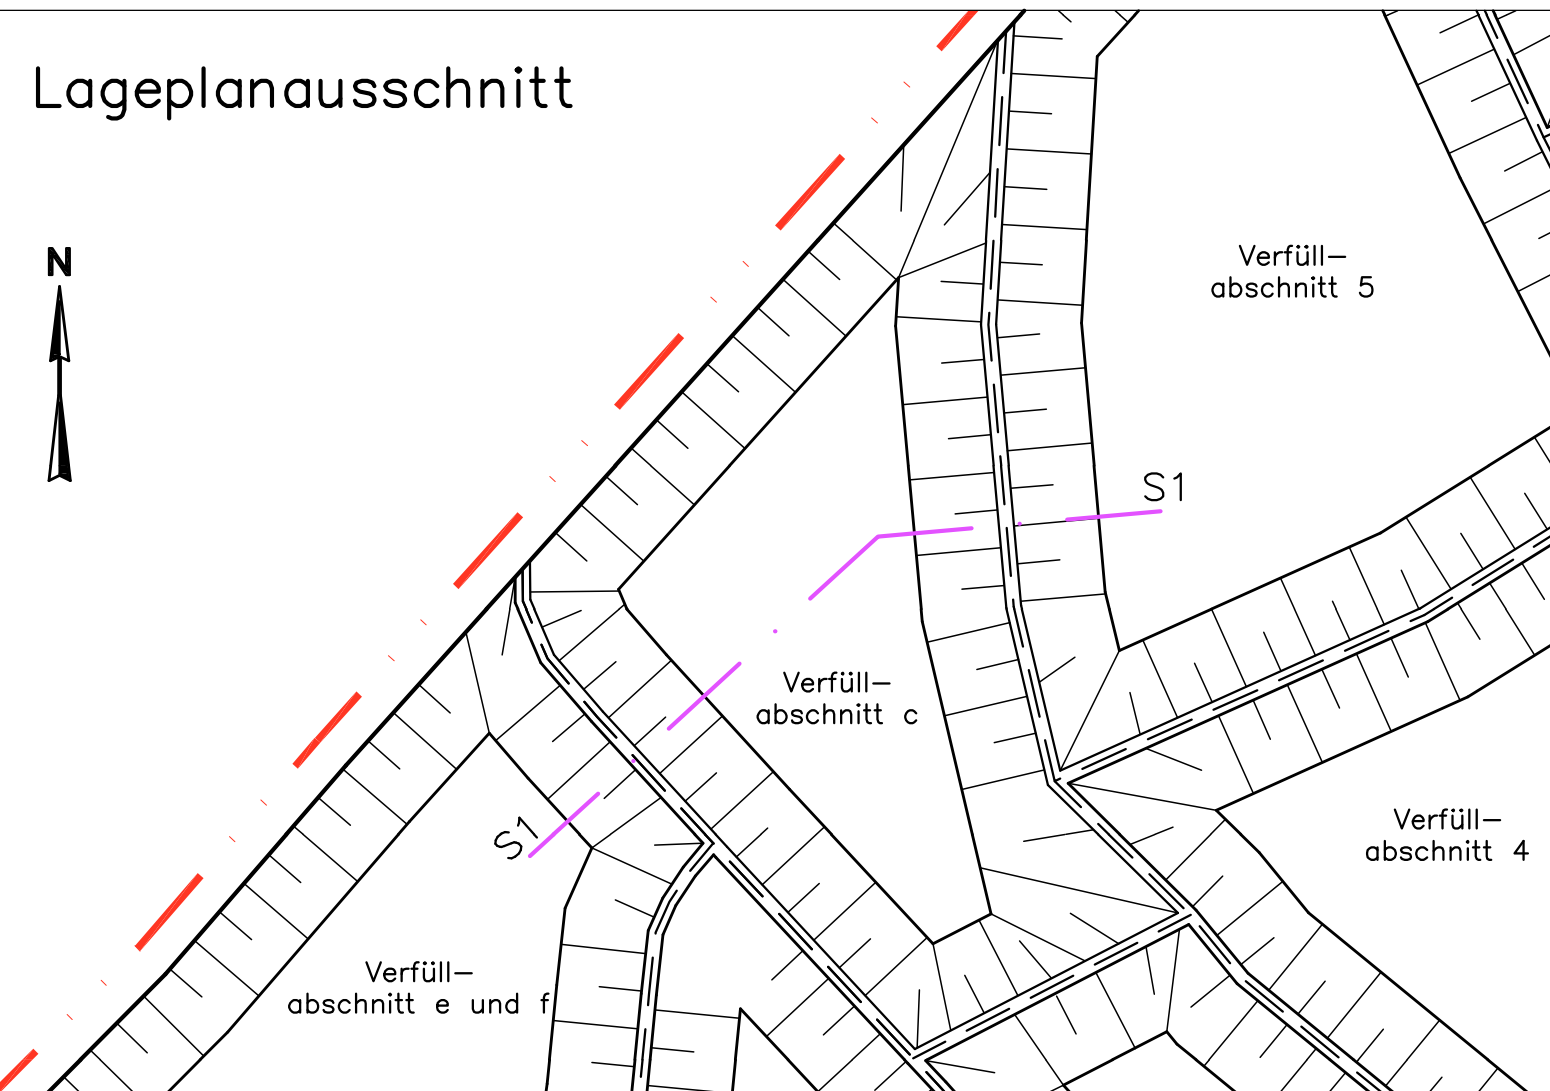 Lageplanausschnitt
N
Verfüll–
abschnitt 5
S1
Verfüll–
abschnitt c
Verfüll–
abschnitt 4
S1
Verfüll–
abschnitt e und f